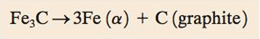 Fe₃C → 3Fe (α) + C (graphite)